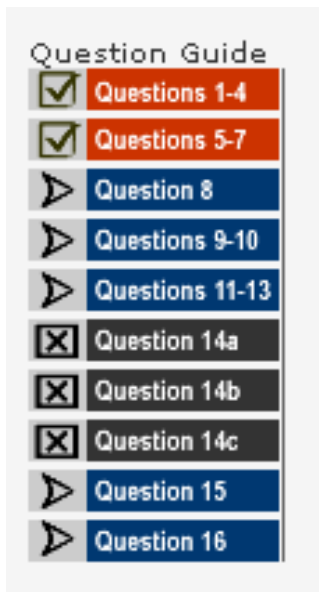 Question Guide
Questions 1-4
Questions 5-7
Question 8
Questions 9-10
Questions 11-13
Question 14a
Question 14b
Question 14c
Question 15
Question 16